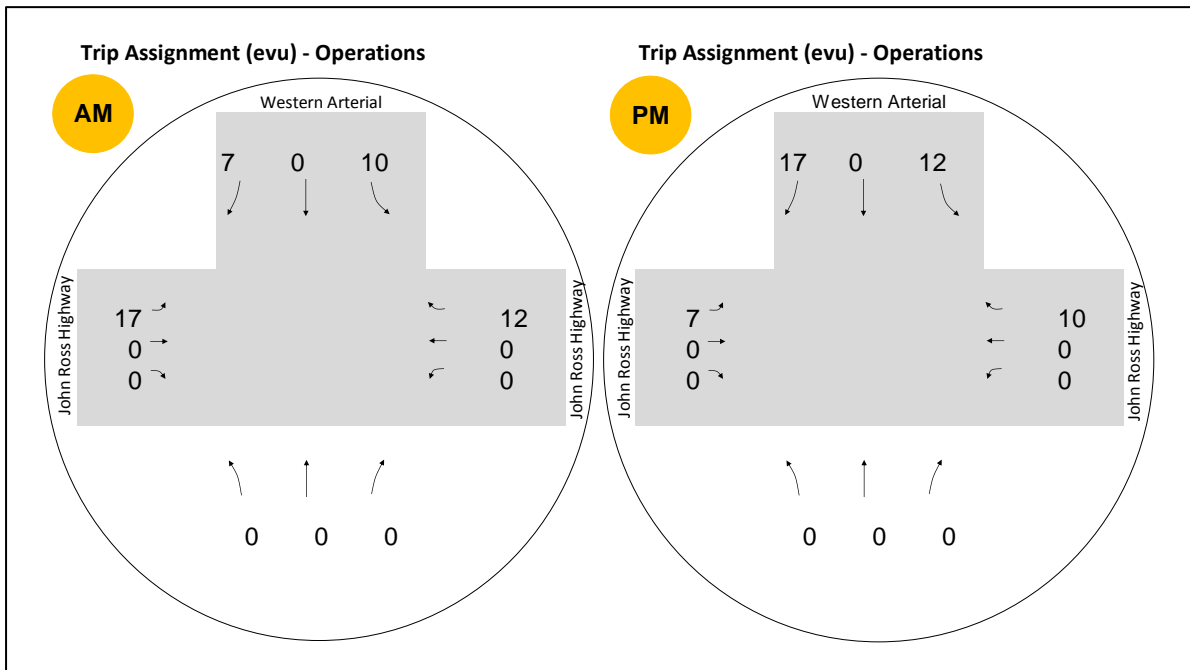 Trip Assignment (evu) - Operations
AM
Western Arterial
7 0 10
John Ross Highway
17
0
0
12
0
0
John Ross Highway
0 0 0
Trip Assignment (evu) - Operations
PM
Western Arterial
17 0 12
John Ross Highway
7
0
0
10
0
0
John Ross Highway
0 0 0